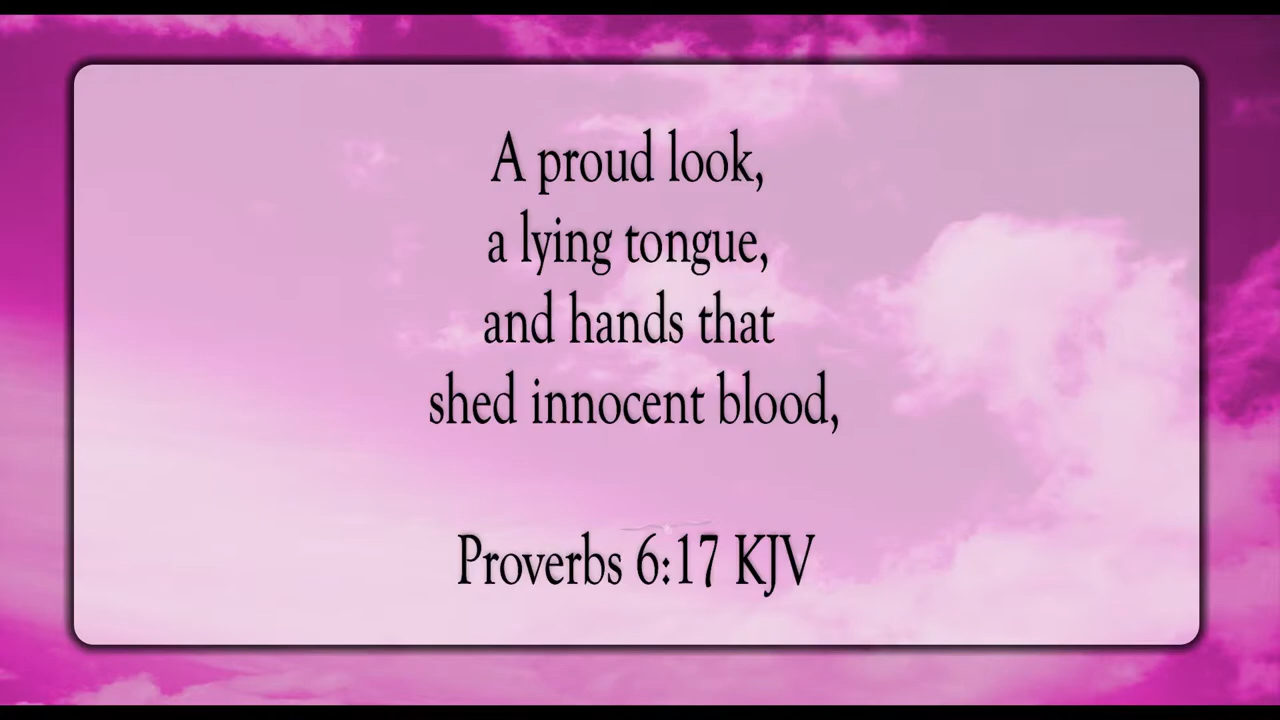 A proud look,
a lying tongue,
and hands that
shed innocent blood,
Proverbs 6:17 KJV